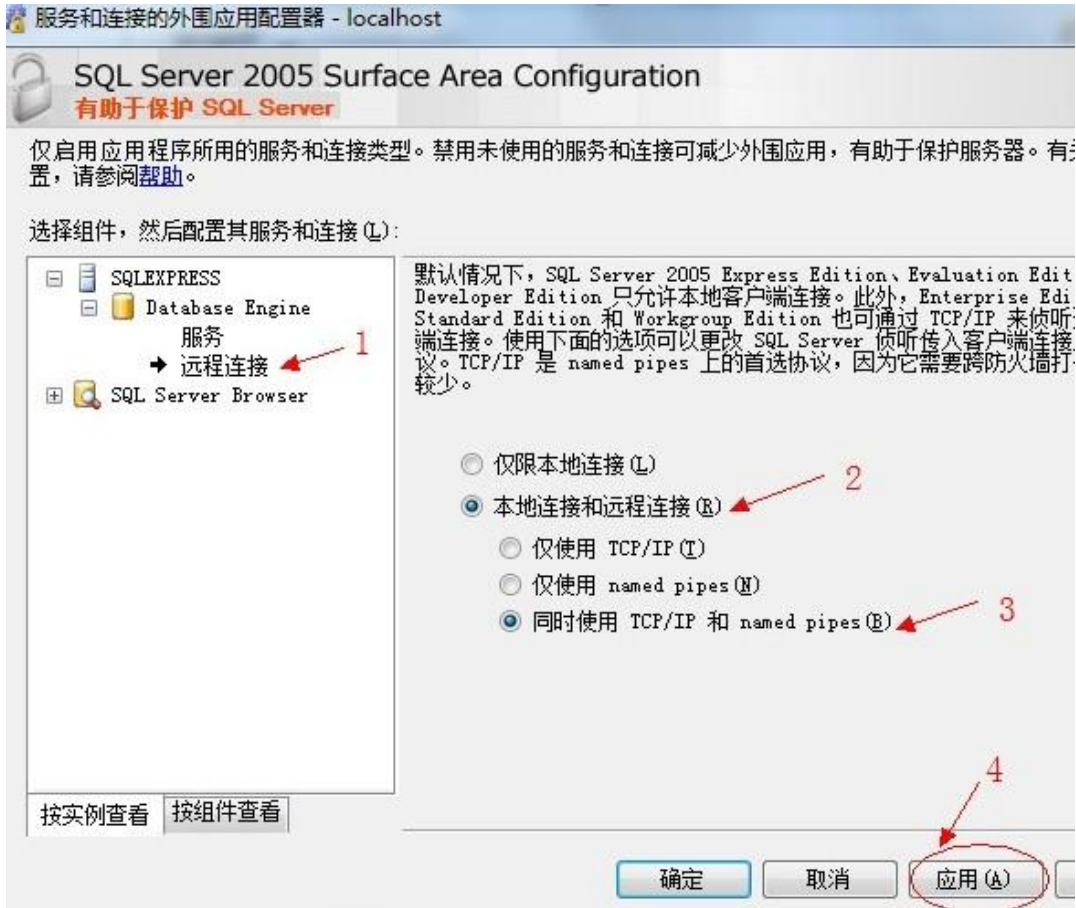 服务和连接的外围应用配置器 - localhost
SQL Server 2005 Surface Area Configuration
有助于保护 SQL Server
仅启用应用程序所用的服务和连接类型。禁用未使用的服务和连接可减少外围应用，有助于保护服务器。有
置，请参阅帮助。
选择组件，然后配置其服务和连接(L):
SQLEXPRESS
Database Engine
服务
远程连接
1
SQL Server Browser
默认情况下，SQL Server 2005 Express Edition、Evaluation Edit
Developer Edition 只允许本地客户端连接。此外，Enterprise Edi
Standard Edition 和 Workgroup Edition 也可通过 TCP/IP 来侦听
端连接。使用下面的选项可以更改 SQL Server 侦听传入客户端连接
议。TCP/IP 是 named pipes 上的首选协议，因为它需要跨防火墙打
较少。
仅限本地连接(L)
2
本地连接和远程连接(R)
仅使用 TCP/IP(T)
仅使用 named pipes(N)
同时使用 TCP/IP 和 named pipes(B)
3
4
按实例查看 按组件查看
确定 取消 应用(A)